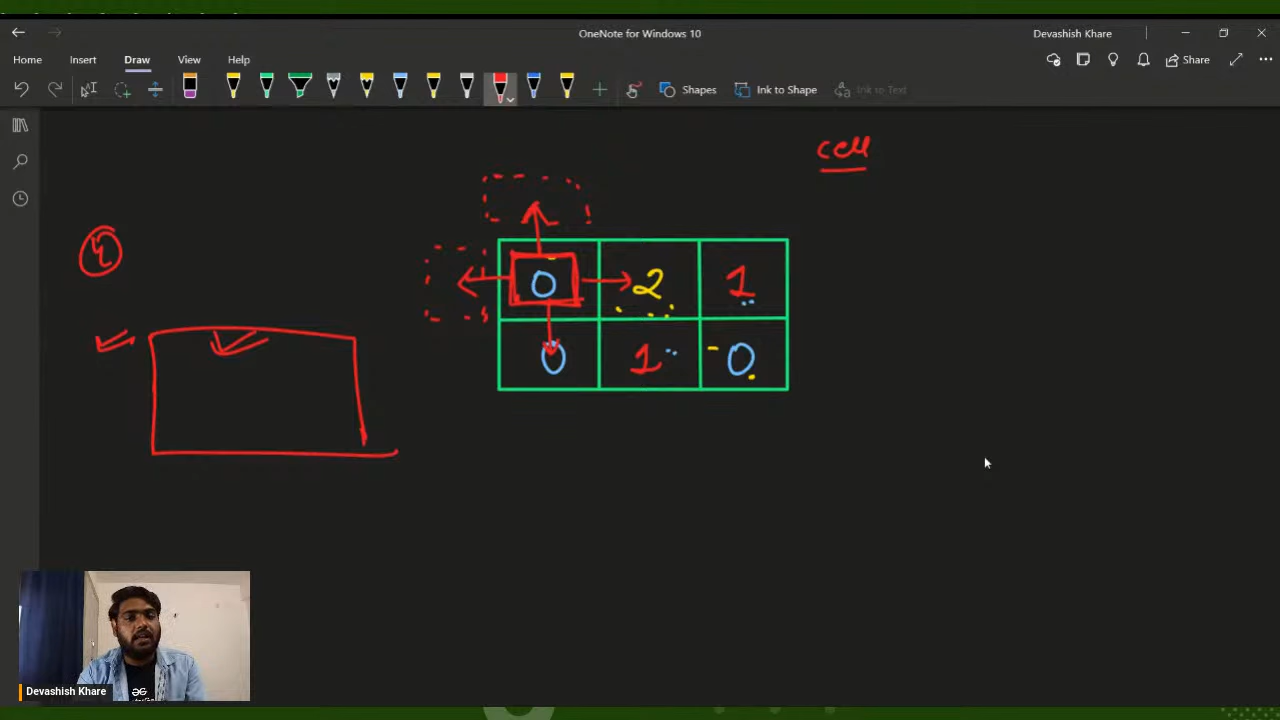 OneNote for Windows 10
Devashish Khare
Home Insert Draw View Help
Share
Shapes
Ink to Shape
Ink to Text
cell
0 2 1
0 1 0
Devashish Khare